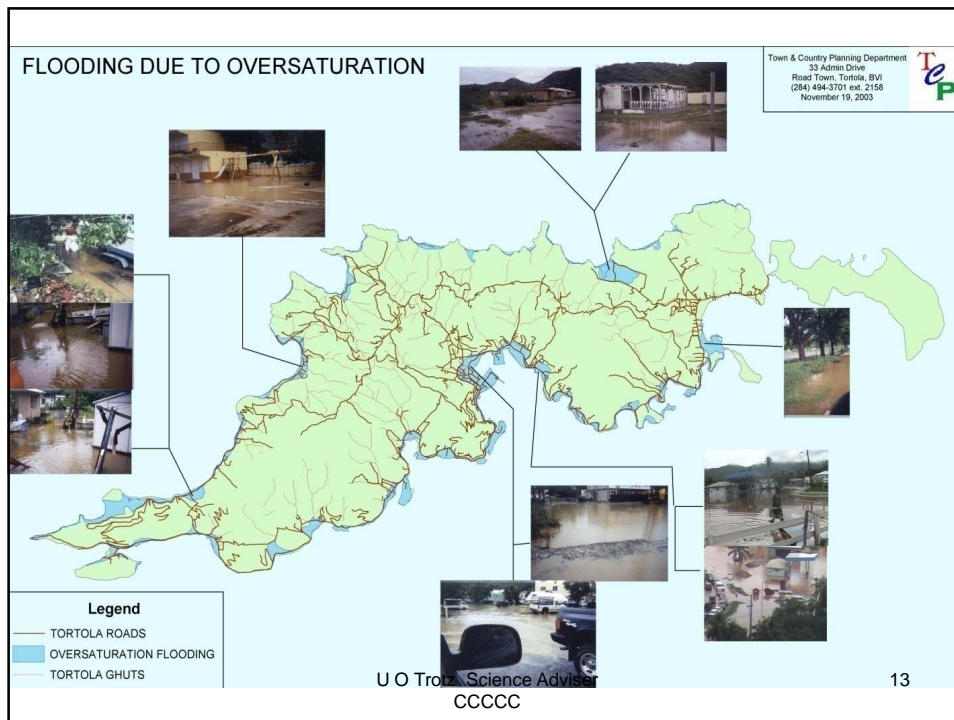 FLOODING DUE TO OVERSATURATION
Town & Country Planning Department
33 Admin Drive
Road Town, Tortola, BVI
(284) 494-3701 ext. 2158
November 19, 2003
TCP
Legend
TORTOLA ROADS
OVERSATURATION FLOODING
TORTOLA GHUTS
U O Trotz Science Adviser
CCCCC
13